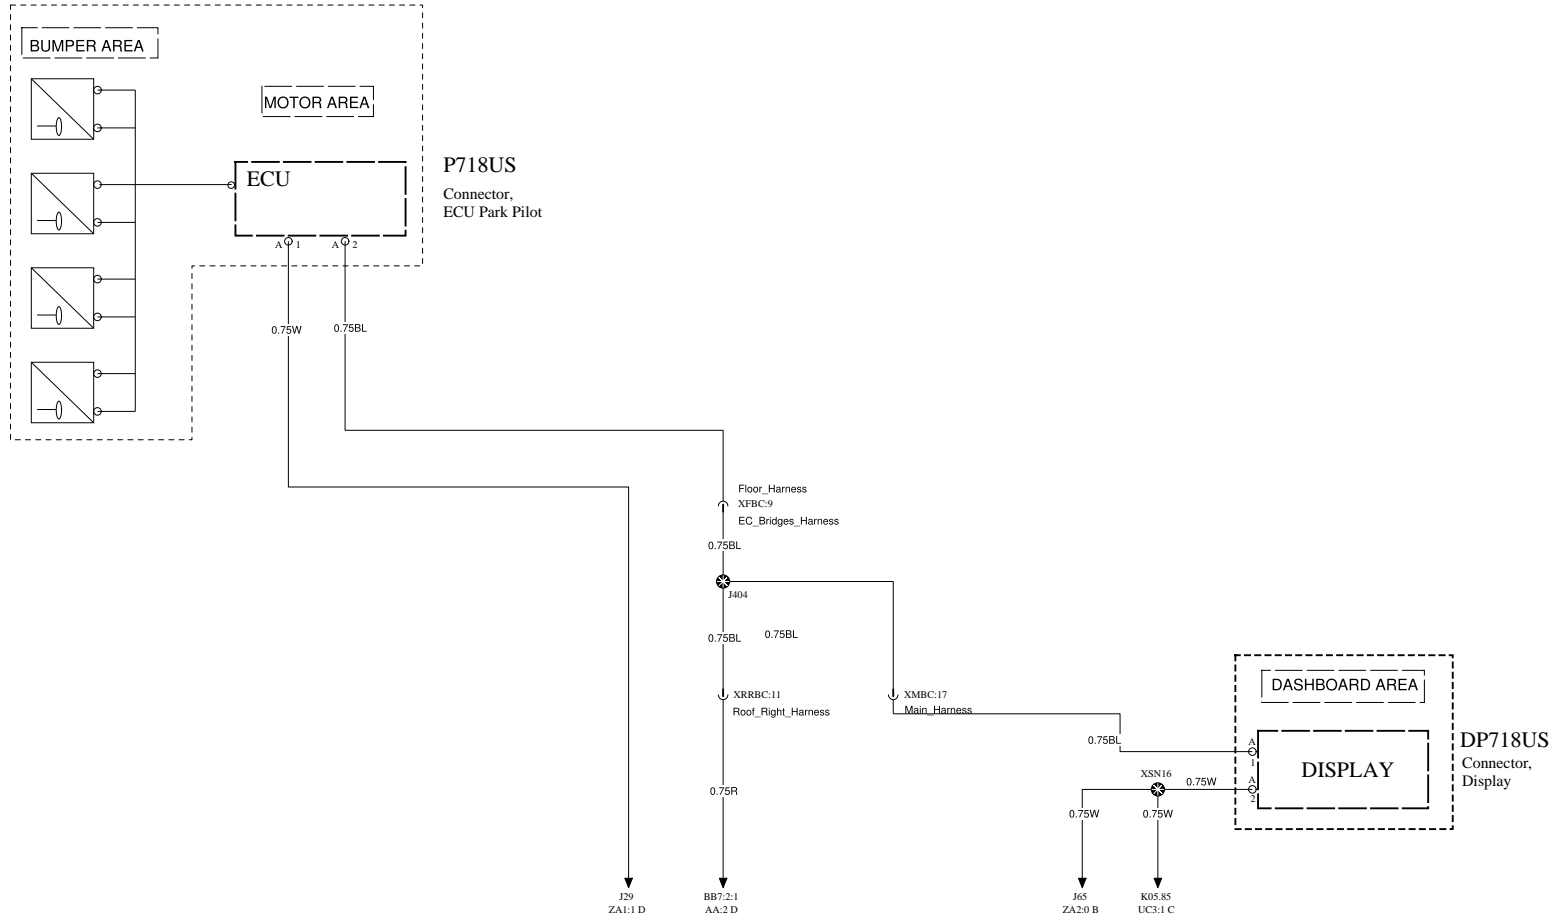 BUMPER AREA
MOTOR AREA
ECU
P718US
Connector,
ECU Park Pilot
A 1
A 2
0.75W
0.75BL
Floor_Harness
XFBC:9
EC_Bridges_Harness
0.75BL
J404
0.75BL
0.75BL
XRRBC:11
Roof_Right_Harness
XMBC:17
Main_Harness
DASHBOARD AREA
0.75BL
A
1
DISPLAY
DP718US
Connector,
Display
XSN16
0.75W
A
2
0.75R
0.75W
0.75W
J29
ZA1:1 D
BB7:2:1
AA:2 D
J65
ZA2:0 B
K05.85
UC3:1 C